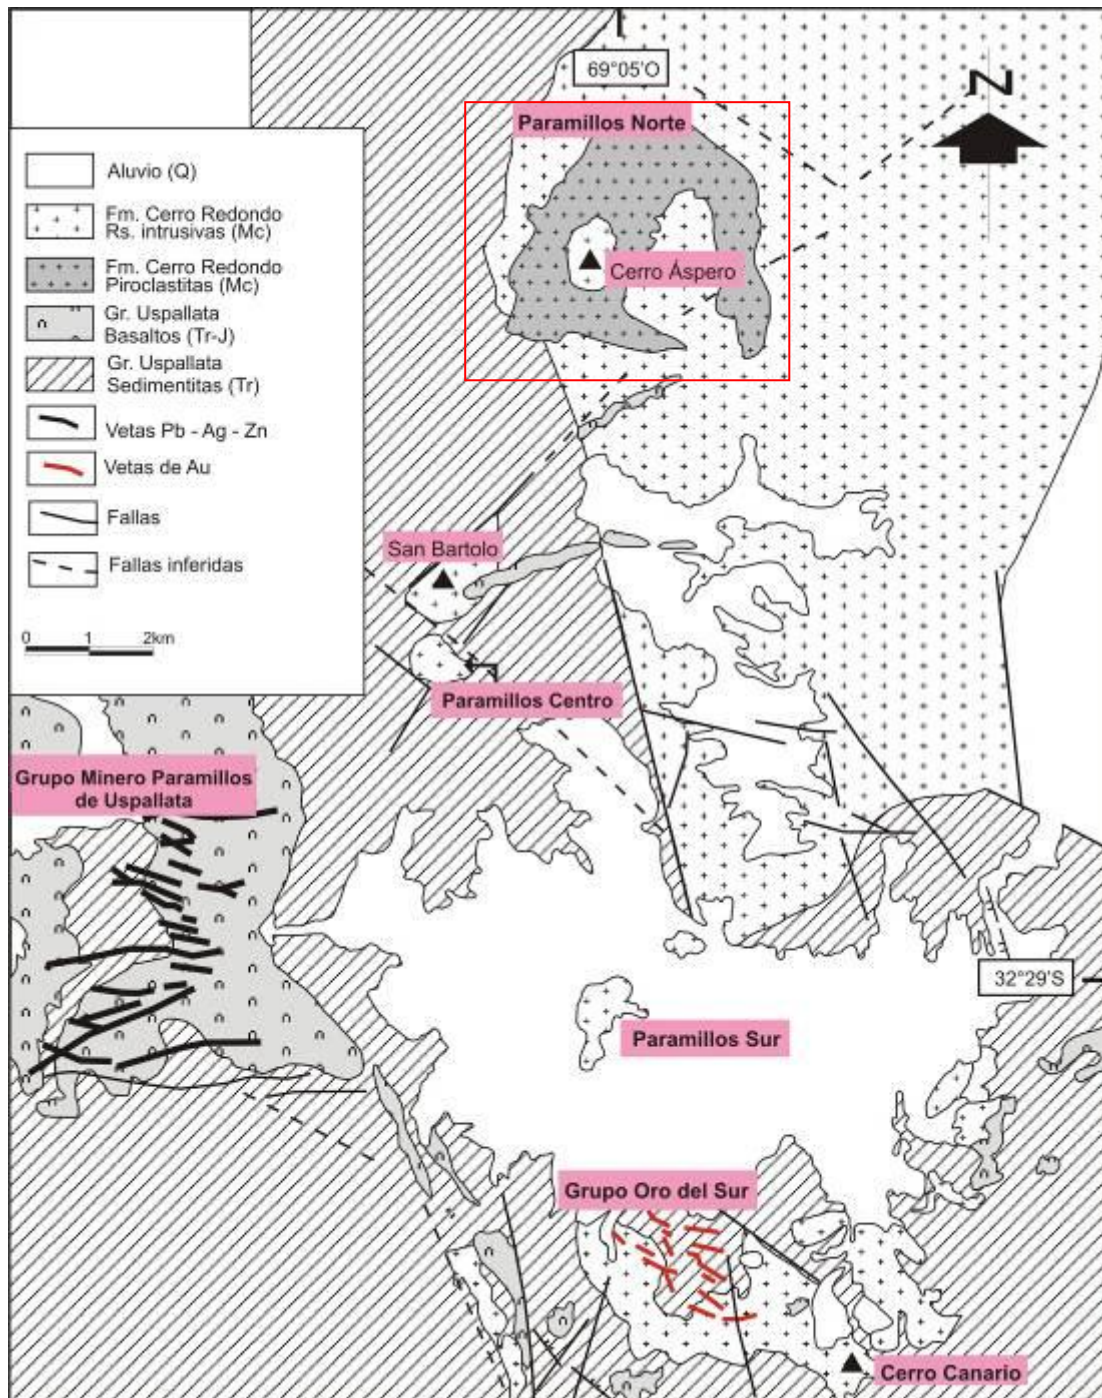 69°05'O
N
Paramillos Norte
Cerro Áspero
Aluvio (Q)
Fm. Cerro Redondo
Rs. intrusivas (Mc)
Fm. Cerro Redondo
Piroclastitas (Mc)
Gr. Uspallata
Basaltos (Tr-J)
Gr. Uspallata
Sedimentitas (Tr)
Vetas Pb - Ag - Zn
Vetas de Au
Fallas
Fallas inferidas
0 1 2km
San Bartolo
Paramillos Centro
Grupo Minero Paramillos
de Uspallata
32°29'S
Paramillos Sur
Grupo Oro del Sur
Cerro Canario